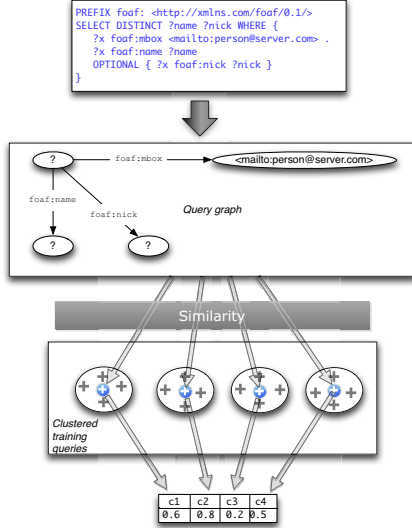 PREFIX foaf: <http://xmlns.com/foaf/0.1/>
SELECT DISTINCT ?name ?nick WHERE {
?x foaf:mbox <mailto:person@server.com> .
?x foaf:name ?name
OPTIONAL { ?x foaf:nick ?nick }
}
? foaf:mbox <mailto:person@server.com>
foaf:name
foaf:nick
Query graph
? ?
Similarity
Clustered
training
queries
c1 c2 c3 c4
0.6 0.8 0.2 0.5